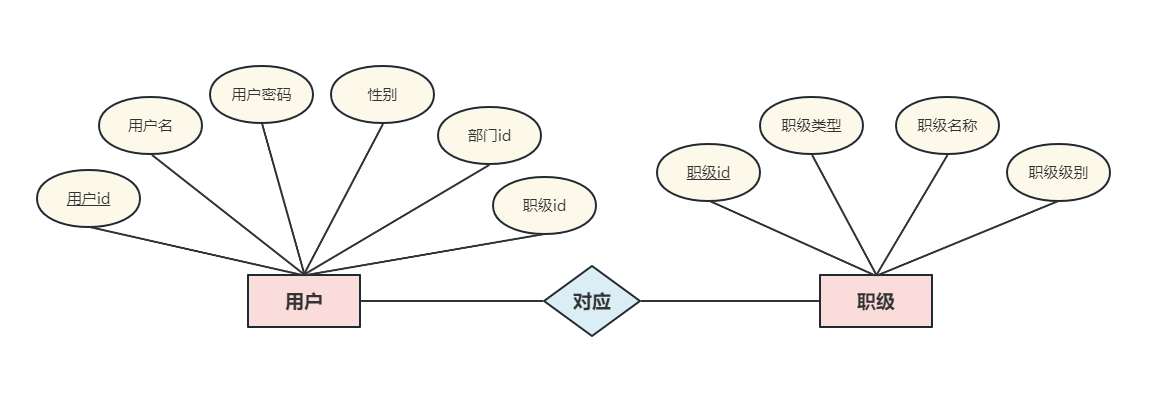 用户密码
性别
用户名
部门id
用户id
职级id
职级类型
职级名称
职级id
职级级别
用户
对应
职级